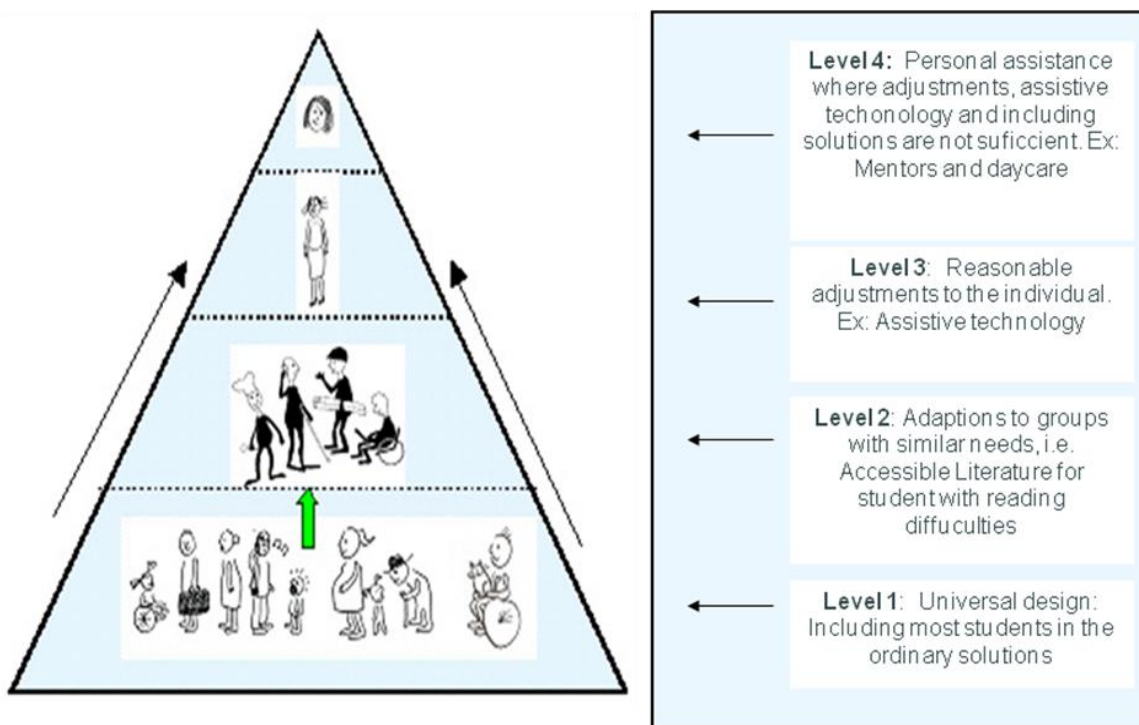 Level 4: Personal assistance
where adjustments, assistive
techonology and including
solutions are not suficcient. Ex:
Mentors and daycare
Level 3: Reasonable
adjustments to the individual.
Ex: Assistive technology
Level 2: Adaptions to groups
with similar needs, i.e.
Accessible Literature for
student with reading
diffuculties
Level 1: Universal design:
Including most students in the
ordinary solutions